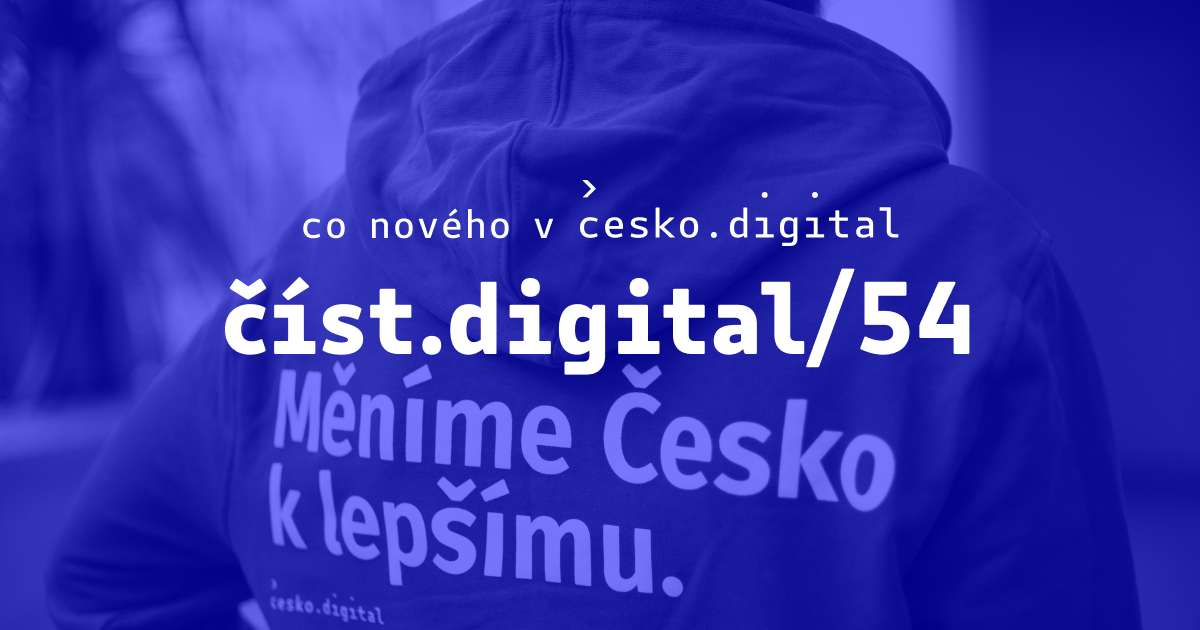 co nového v česko.digital
číst.digital/54
Měníme Česko
k lepšímu.
česko.digital